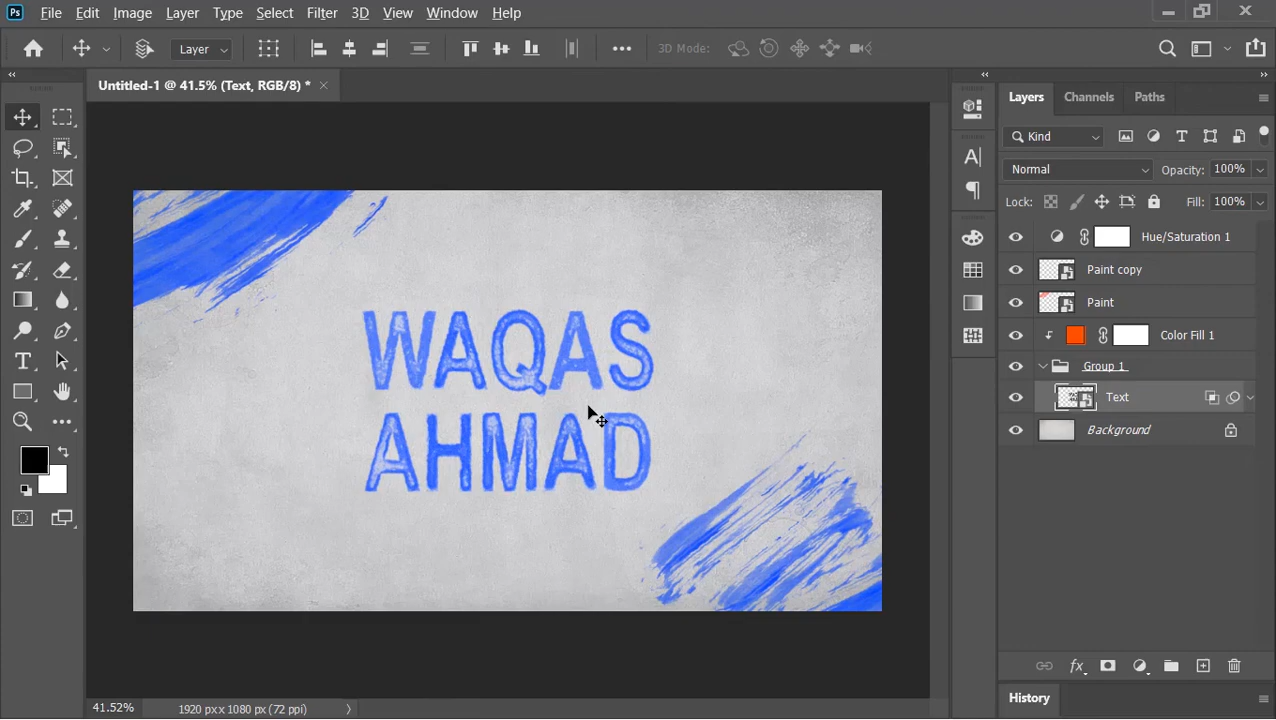 Ps File Edit Image Layer Type Select Filter 3D View Window Help
Layer 3D Mode:
Untitled-1 @ 41.5% (Text, RGB/8) *
WAQAS
AHMAD
41.52% 1920 px x 1080 px (72 ppi)
Layers Channels Paths
Kind
Normal Opacity: 100%
Lock: Fill: 100%
Hue/Saturation 1
Paint copy
Paint
Color Fill 1
Group 1
Text
Background
fx
History